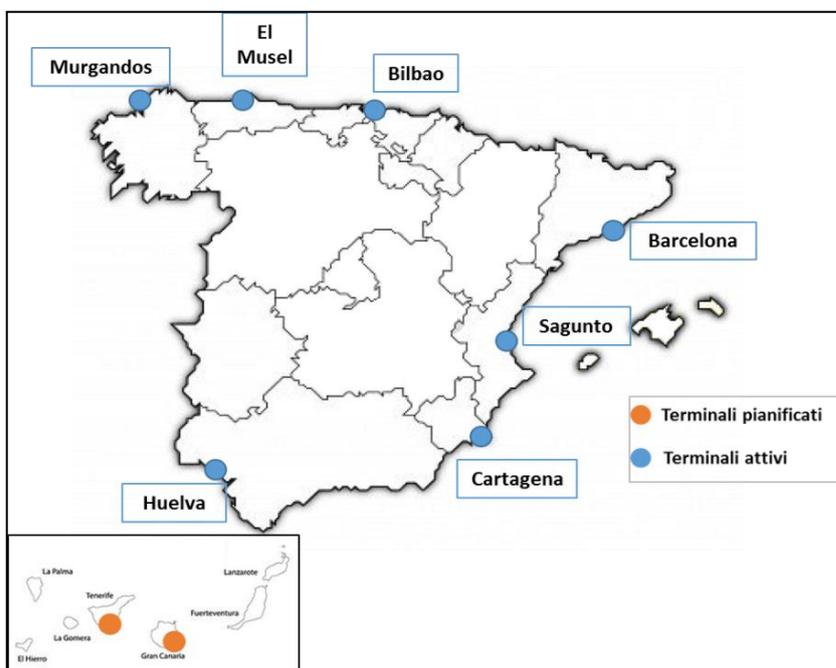 El
Musel
Murgandos
Bilbao
Barcelona
Sagunto
Terminali pianificati
Terminali attivi
Cartagena
Huelva
La Palma
Lanzarote
Tenerife
Fuerteventura
La Gomera
Gran Canaria
El Hierro